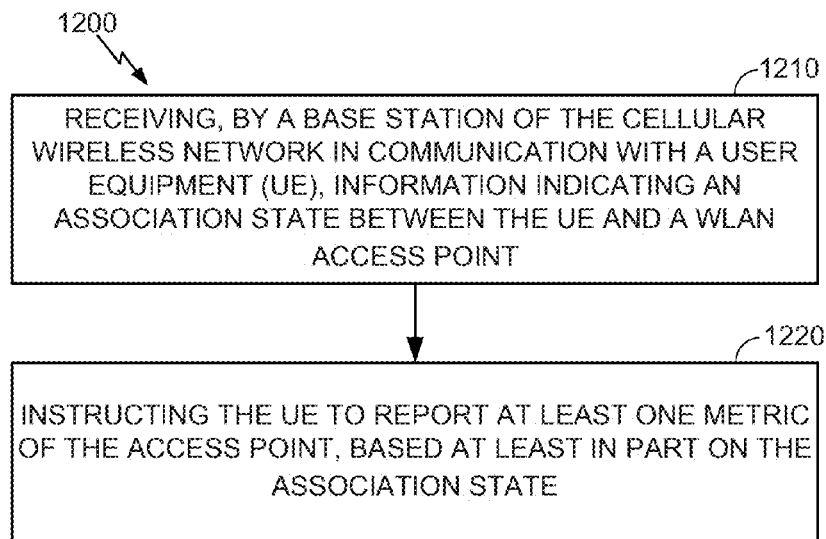 1200
1210
RECEIVING, BY A BASE STATION OF THE CELLULAR
WIRELESS NETWORK IN COMMUNICATION WITH A USER
EQUIPMENT (UE), INFORMATION INDICATING AN
ASSOCIATION STATE BETWEEN THE UE AND A WLAN
ACCESS POINT
1220
INSTRUCTING THE UE TO REPORT AT LEAST ONE METRIC
OF THE ACCESS POINT, BASED AT LEAST IN PART ON THE
ASSOCIATION STATE